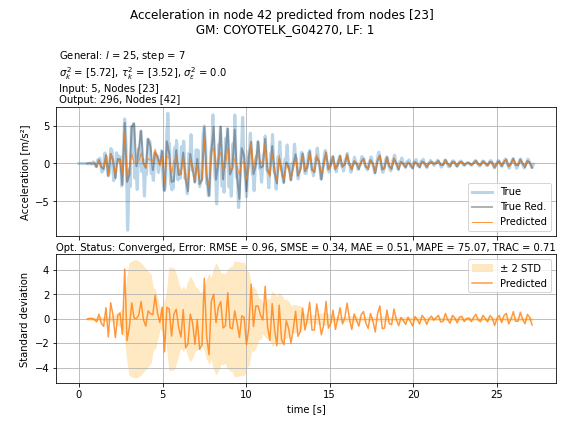 Acceleration in node 42 predicted from nodes [23]
GM: COYOTELK_G04270, LF: 1
General: l = 25, step = 7
σ²ₖ = [5.72], τ²ₖ = [3.52], σ²ε = 0.0
Input: 5, Nodes [23]
Output: 296, Nodes [42]
Acceleration [m/s²]
5
0
−5
True
True Red.
Predicted
Opt. Status: Converged, Error: RMSE = 0.96, SMSE = 0.34, MAE = 0.51, MAPE = 75.07, TRAC = 0.71
Standard deviation
4
2
0
−2
−4
± 2 STD
Predicted
0 5 10 15 20 25
time [s]